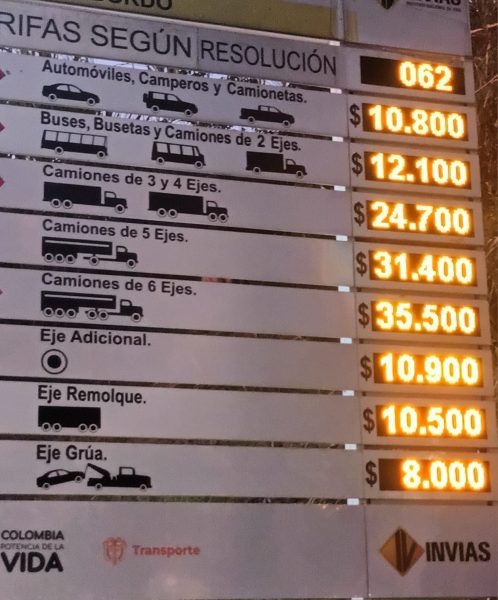 INVIAS
RIFAS SEGÚN RESOLUCIÓN 062
Automóviles, Camperos y Camionetas. $ 10.800
Buses, Busetas y Camiones de 2 Ejes. $ 12.100
Camiones de 3 y 4 Ejes. $ 24.700
Camiones de 5 Ejes. $ 31.400
Camiones de 6 Ejes. $ 35.500
Eje Adicional. $ 10.900
Eje Remolque. $ 10.500
Eje Grúa. $ 8.000
COLOMBIA
POTENCIA DE LA
VIDA
Transporte
INVIAS